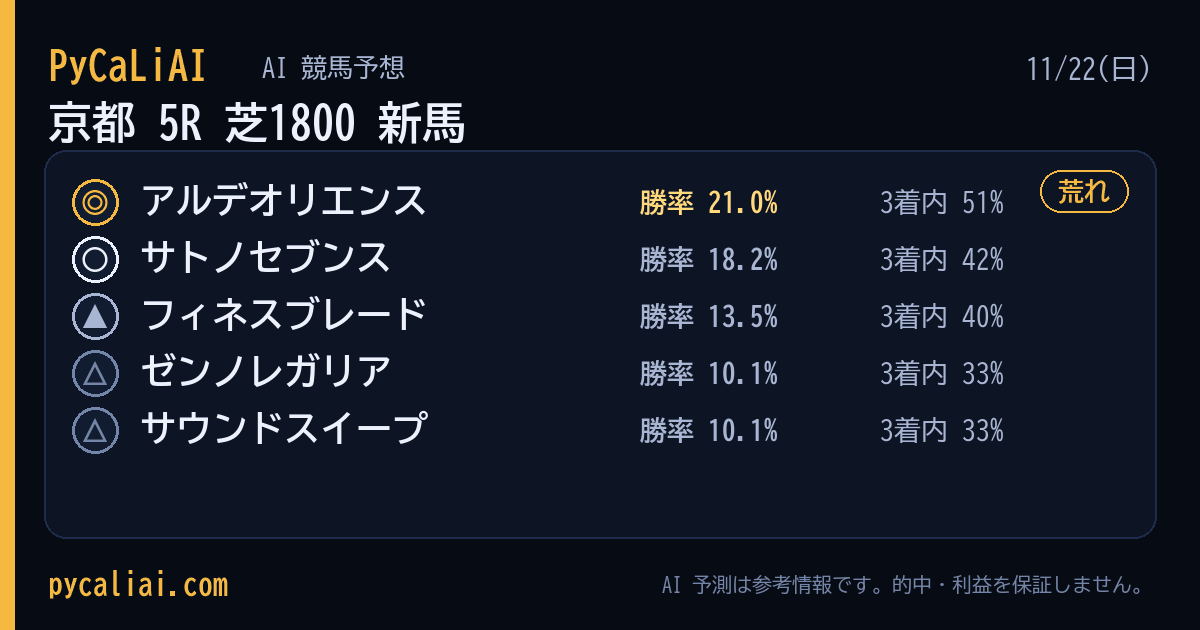 PyCaLiAI AI 競馬予想 11/22(日)
京都 5R 芝1800 新馬
◎ アルデオリエンス 勝率 21.0% 3着内 51% 荒れ
○ サトノセブンス 勝率 18.2% 3着内 42%
▲ フィネスブレード 勝率 13.5% 3着内 40%
△ ゼンノレガリア 勝率 10.1% 3着内 33%
△ サウンドスイープ 勝率 10.1% 3着内 33%
pycaliai.com AI 予測は参考情報です。的中・利益を保証しません。